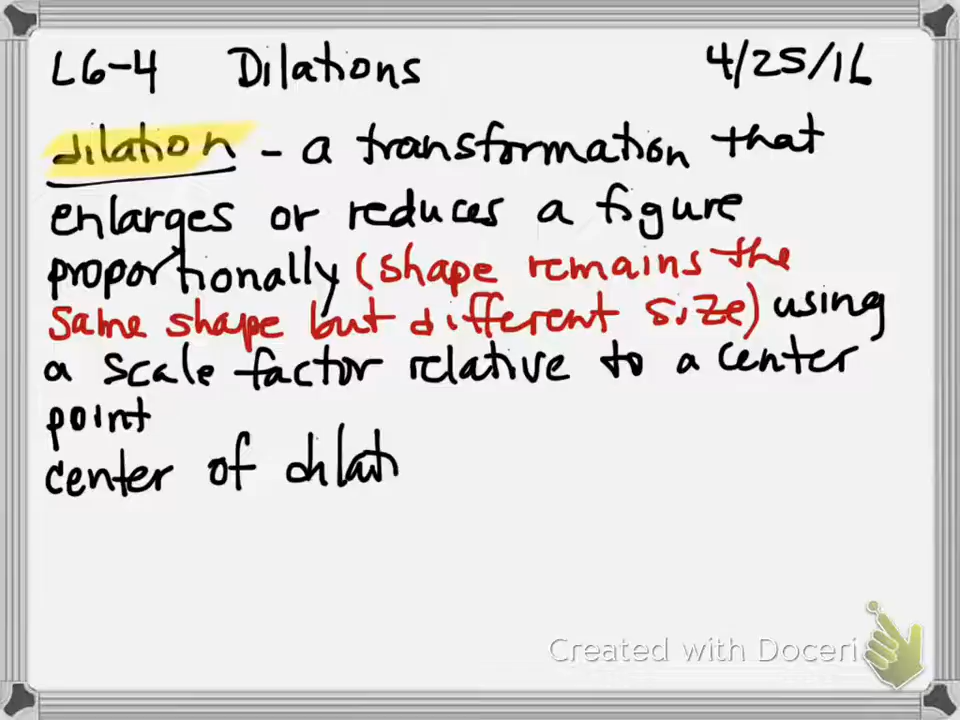 L6-4 Dilations 4/25/16
dilation - a transformation that
enlarges or reduces a figure
proportionally (shape remains the
same shape but different size) using
a scale factor relative to a center
point
center of dilati
Created with Doceri